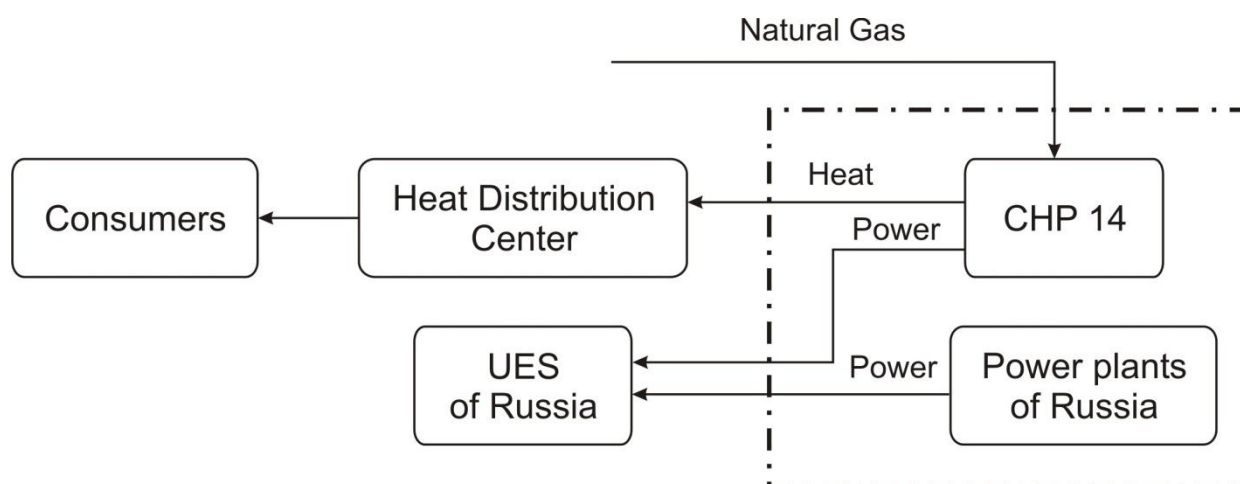 Natural Gas
Heat
Consumers
Heat Distribution
Center
CHP 14
Power
UES
of Russia
Power
Power plants
of Russia